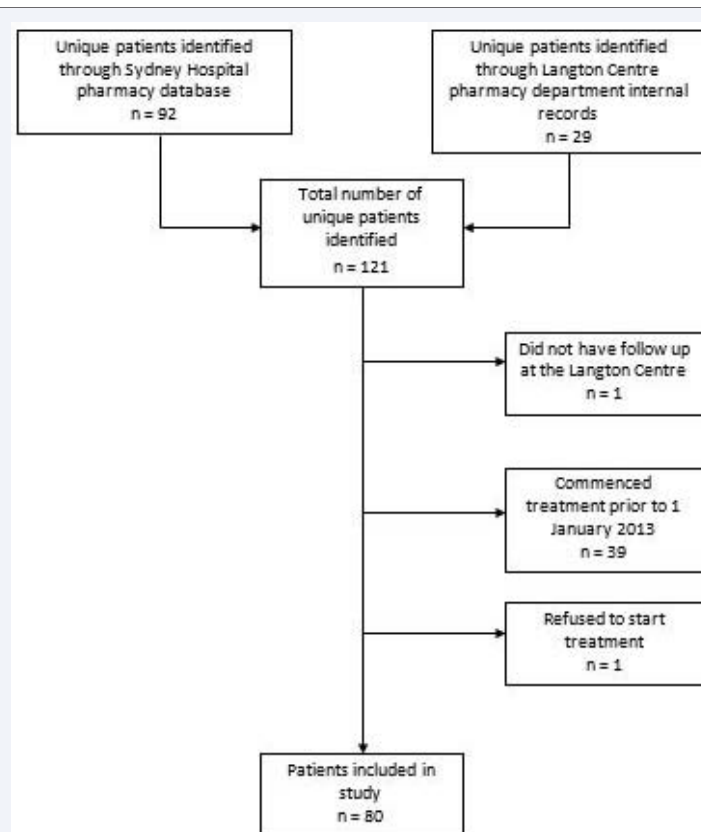 Unique patients identified
through Sydney Hospital
pharmacy database
n = 92
Unique patients identified
through Langton Centre
pharmacy department internal
records
n = 29
Total number of
unique patients
identified
n = 121
Did not have follow up
at the Langton Centre
n = 1
Commenced
treatment prior to 1
January 2013
n = 39
Refused to start
treatment
n = 1
Patients included in
study
n = 80